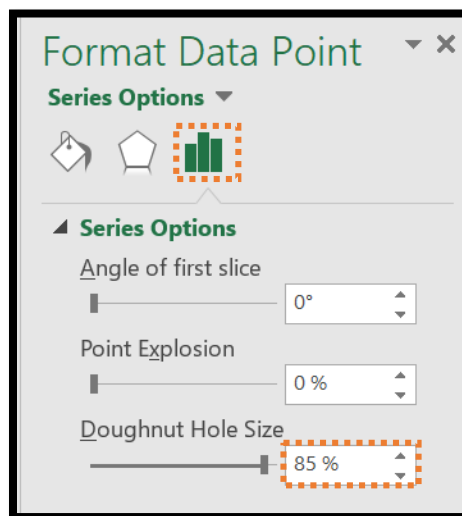 Format Data Point
Series Options
Series Options
Angle of first slice
0°
Point Explosion
0 %
Doughnut Hole Size
85 %